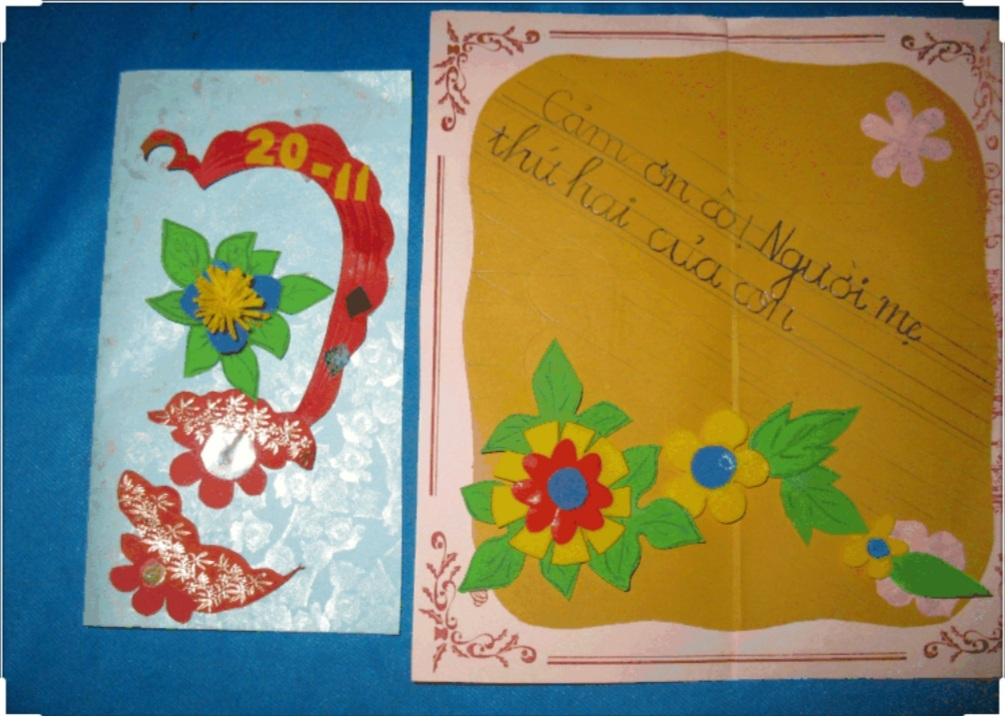 20-11
Cảm ơn cô! Người mẹ
thứ hai của con